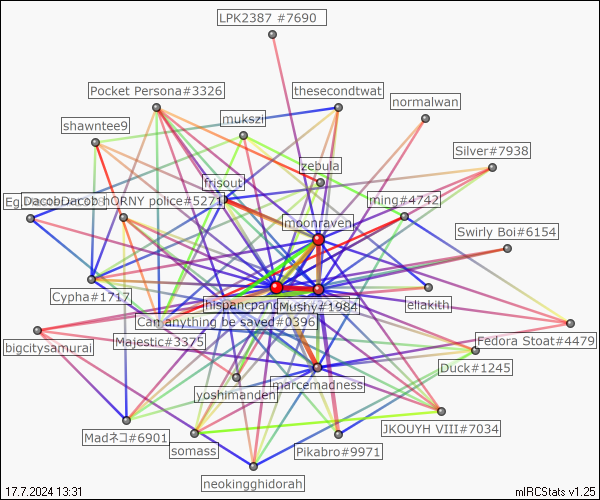 LPK2387 #7690
Pocket Persona#3326
thesecondtwat
normalwan
mukszi
shawntee9
Silver#7938
zebula
frisout
DacobDacob
HORNY police#5271
ming#4742
moonraven
Swirly Boi#6154
Cypha#1717
eliakith
Mushy#1984
Can anything be saved#0396
bigcitysamurai
Majestic#3375
Fedora Stoat#4479
Duck#1245
marcemadness
yoshimanden
Madネコ#6901
somass
JKOUYH VIII#7034
Pikabro#9971
neokingghidorah
17.7.2024 13:31
mIRCStats v1.25